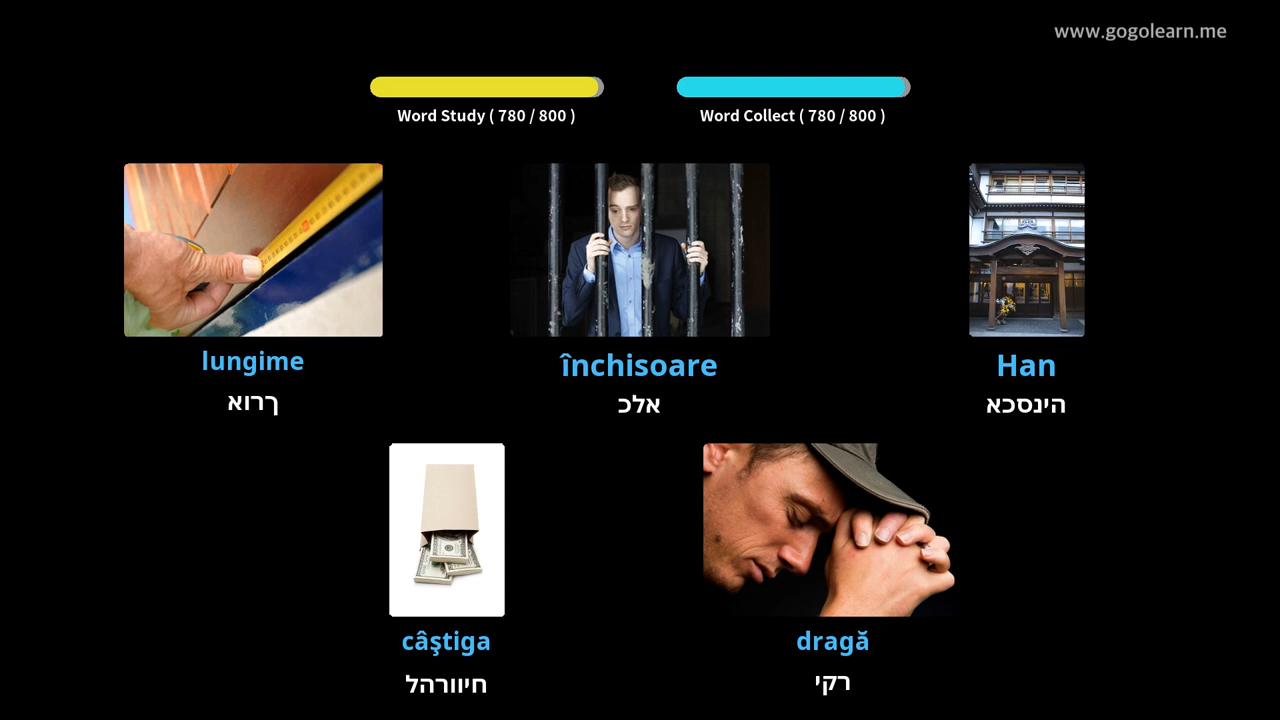 www.gogolearn.me
Word Study ( 780 / 800 )
Word Collect ( 780 / 800 )
lungime
ךרוא
închisoare
אלכ
Han
הינסכא
câştiga
חיוורהל
dragă
רקי